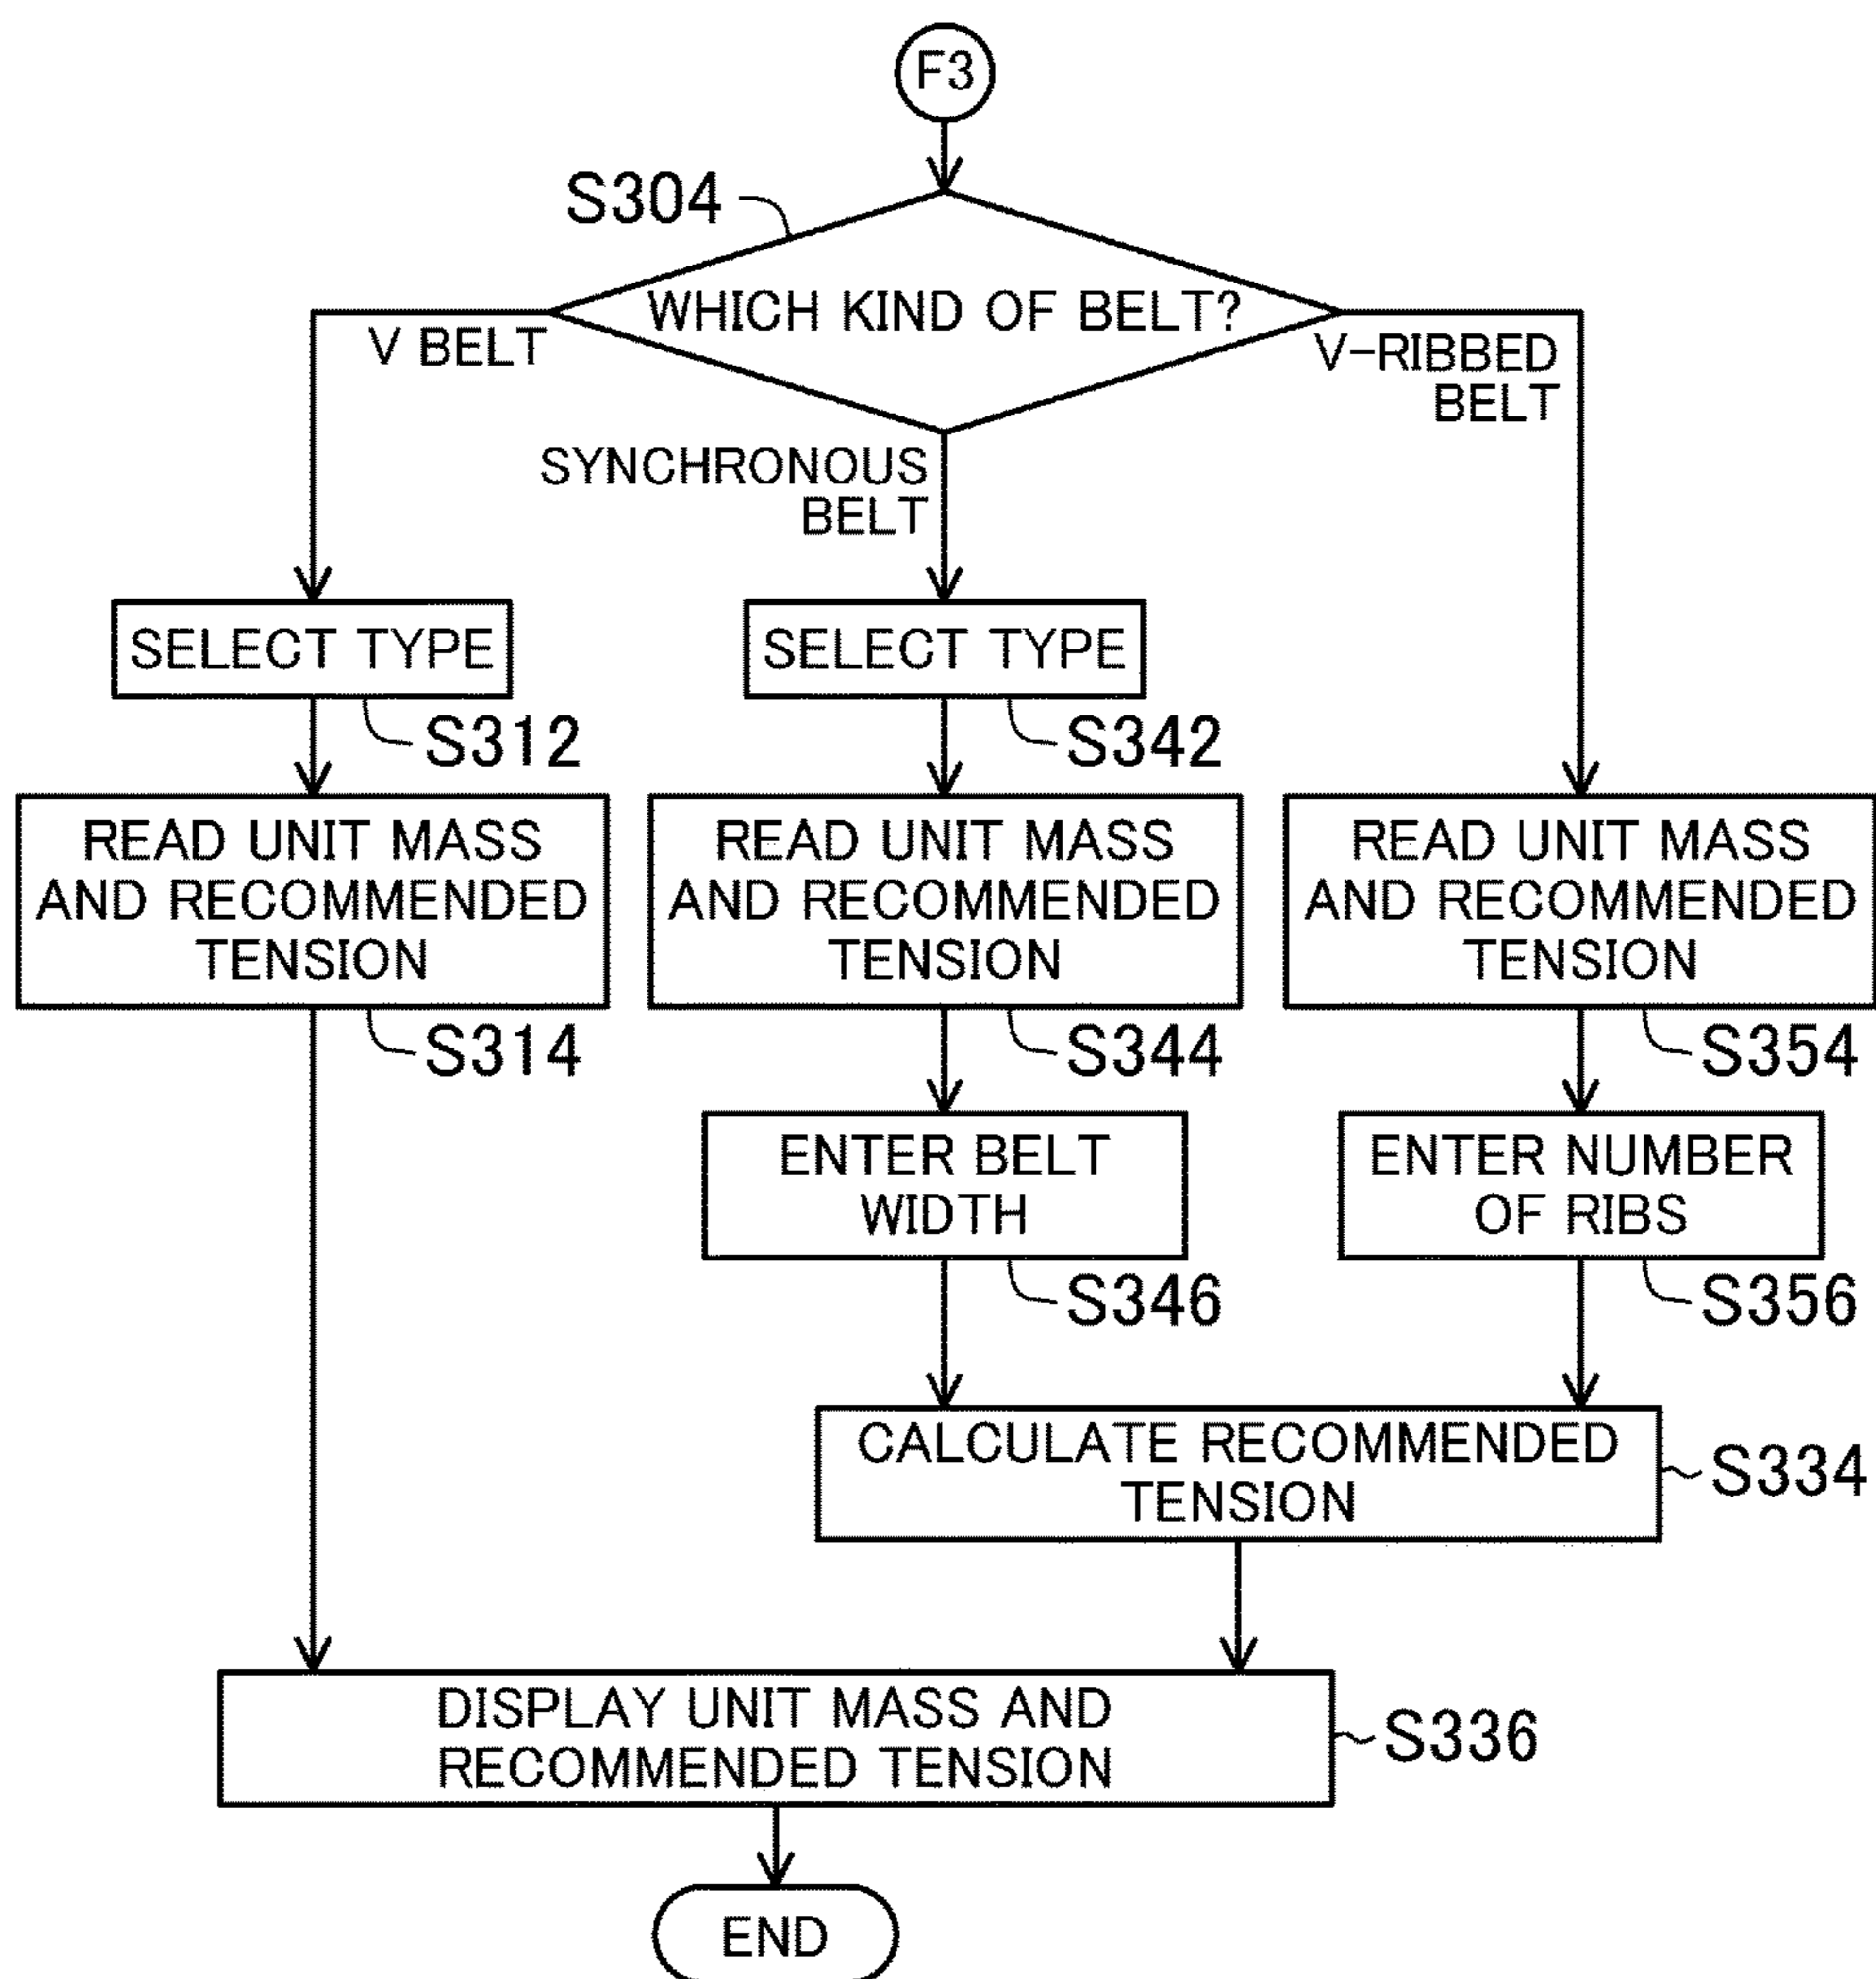 F3
S304
WHICH KIND OF BELT?
V BELT
V-RIBBED
BELT
SYNCHRONOUS
BELT
SELECT TYPE
SELECT TYPE
S312
S342
READ UNIT MASS
AND RECOMMENDED
TENSION
READ UNIT MASS
AND RECOMMENDED
TENSION
READ UNIT MASS
AND RECOMMENDED
TENSION
S314
S344
S354
ENTER BELT
WIDTH
ENTER NUMBER
OF RIBS
S346
S356
CALCULATE RECOMMENDED
TENSION
S334
DISPLAY UNIT MASS AND
RECOMMENDED TENSION
S336
END